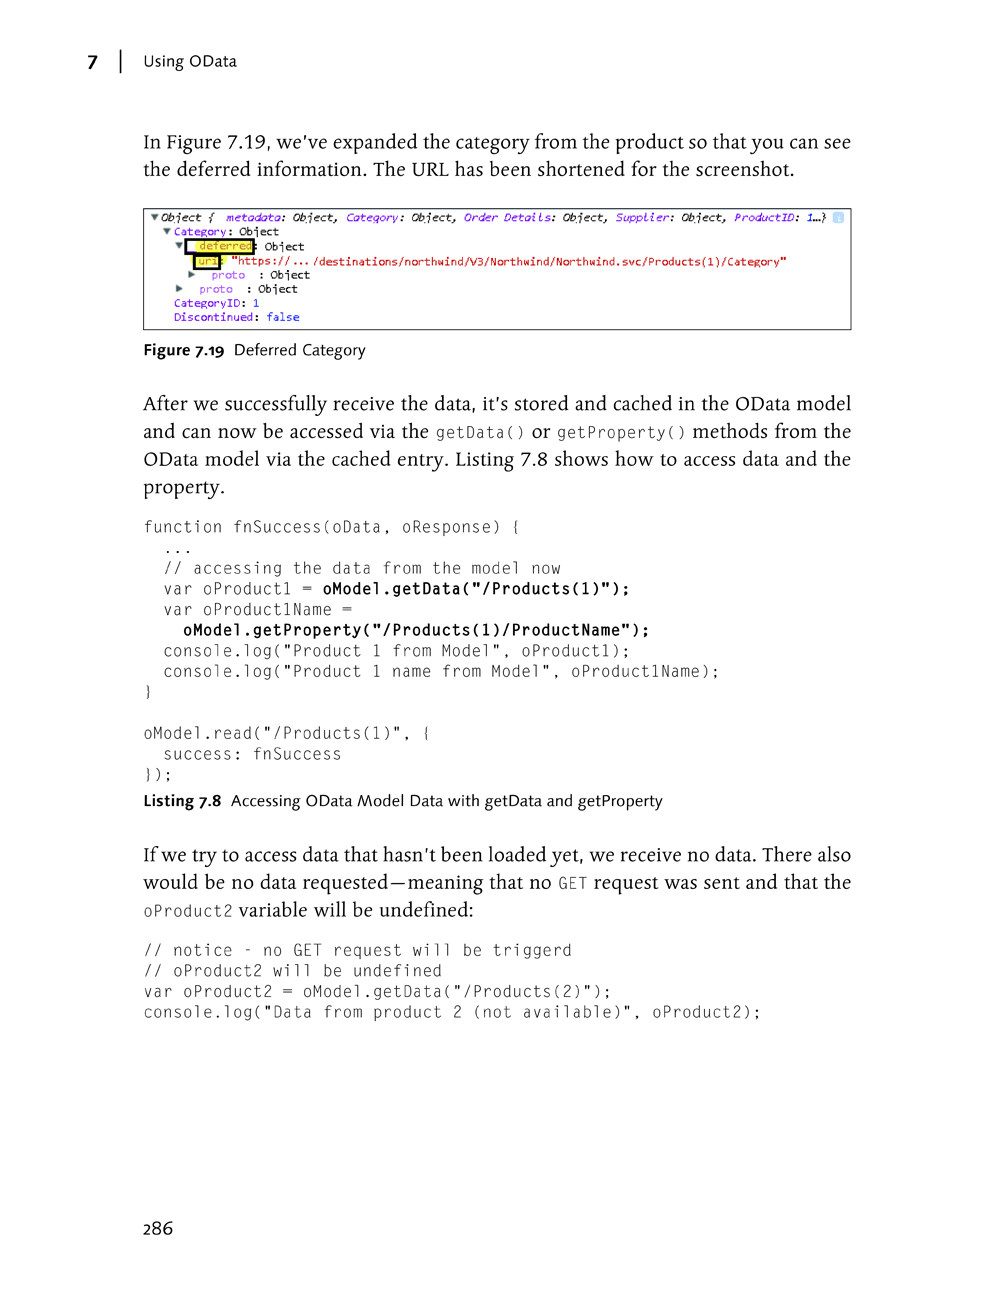 7 | Using OData
In Figure 7.19, we've expanded the category from the product so that you can see
the deferred information. The URL has been shortened for the screenshot.
▼Object { metadata: Object, Category: Object, Order Details: Object, Supplier: Object, ProductID: 1…}
▼Category: Object
▼ deferred: Object
uri: "https://.../destinations/northwind/V3/Northwind/Northwind.svc/Products(1)/Category"
▶ proto : Object
▶ proto : Object
CategoryID: 1
Discontinued: false
Figure 7.19 Deferred Category
After we successfully receive the data, it's stored and cached in the OData model
and can now be accessed via the getData() or getProperty() methods from the
OData model via the cached entry. Listing 7.8 shows how to access data and the
property.
function fnSuccess(oData, oResponse) {
  ...
  // accessing the data from the model now
  var oProduct1 = oModel.getData("/Products(1)");
  var oProduct1Name =
    oModel.getProperty("/Products(1)/ProductName");
  console.log("Product 1 from Model", oProduct1);
  console.log("Product 1 name from Model", oProduct1Name);
}
oModel.read("/Products(1)", {
  success: fnSuccess
});
Listing 7.8 Accessing OData Model Data with getData and getProperty
If we try to access data that hasn't been loaded yet, we receive no data. There also
would be no data requested—meaning that no GET request was sent and that the
oProduct2 variable will be undefined:
// notice - no GET request will be triggerd
// oProduct2 will be undefined
var oProduct2 = oModel.getData("/Products(2)");
console.log("Data from product 2 (not available)", oProduct2);
286